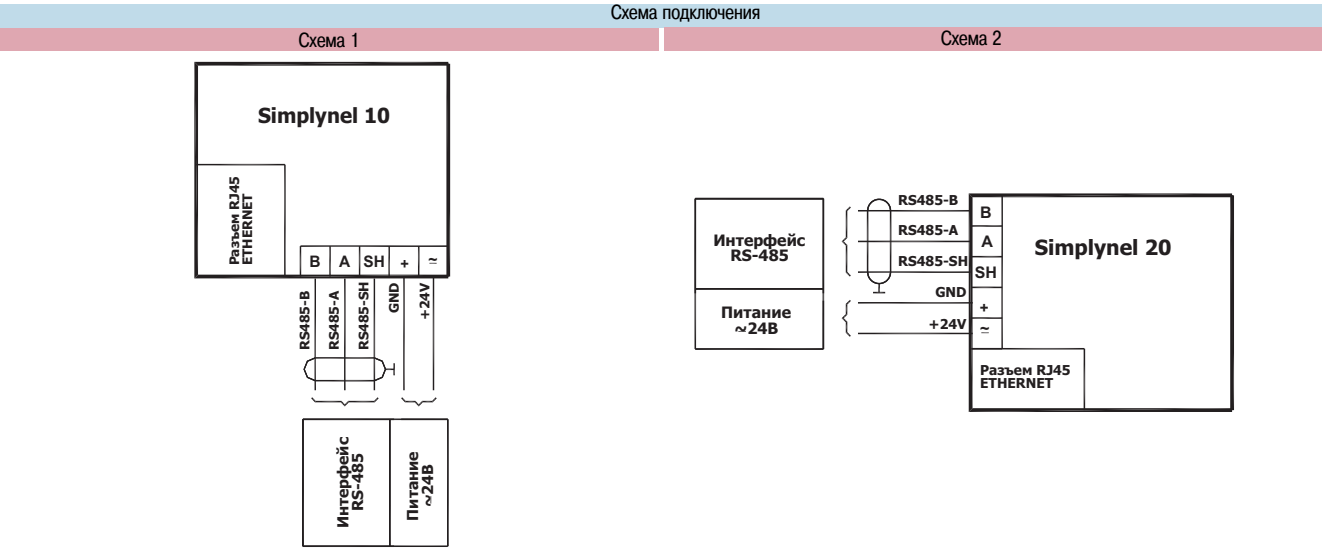 Схема подключения
Схема 1
Схема 2
Simplynel 10
Разъем RJ45
ETHERNET
B A SH + ≃
RS485-B
RS485-A
RS485-SH
GND
+24V
Интерфейс
RS-485
Питание
~24В
Интерфейс
RS-485
Питание
~24В
RS485-B
RS485-A
RS485-SH
GND
+24V
B
A
SH
+
≃
Simplynel 20
Разъем RJ45
ETHERNET